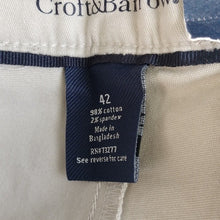 Croft&Barrow
42
98% cotton
2% spandex
Made in
Bangladesh
RN#73277
See reverse for care